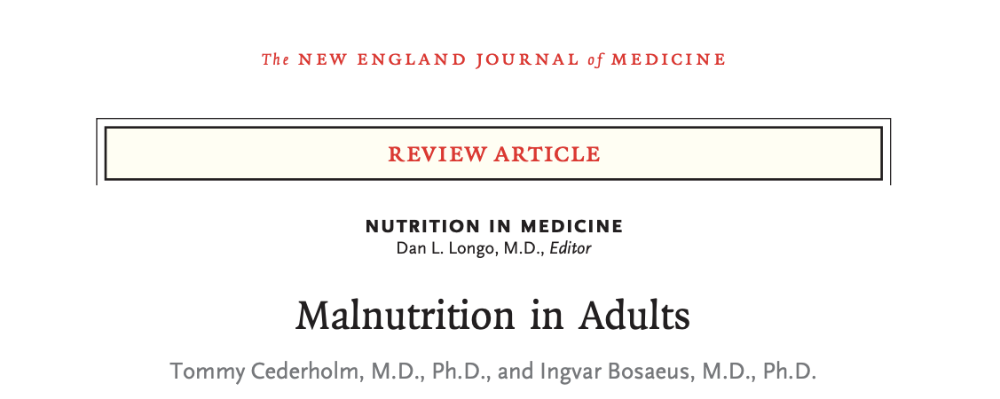 The NEW ENGLAND JOURNAL of MEDICINE
REVIEW ARTICLE
NUTRITION IN MEDICINE
Dan L. Longo, M.D., Editor
Malnutrition in Adults
Tommy Cederholm, M.D., Ph.D., and Ingvar Bosaeus, M.D., Ph.D.